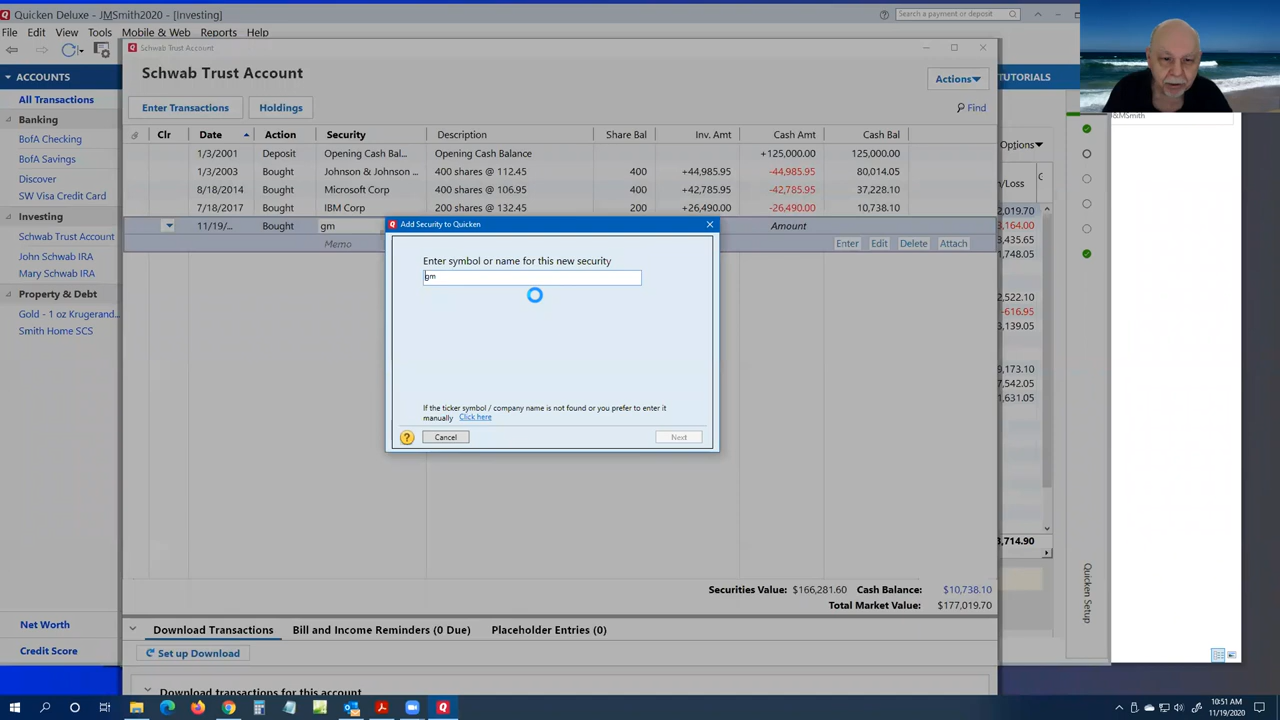 Quicken Deluxe - JMSmith2020 - [Investing]
Search a payment or deposit
File Edit View Tools Mobile & Web Reports Help
ACCOUNTS
All Transactions
Banking
BofA Checking
BofA Savings
Discover
SW Visa Credit Card
Investing
Schwab Trust Account
John Schwab IRA
Mary Schwab IRA
Property & Debt
Gold - 1 oz Krugerand...
Smith Home SCS
Net Worth
Credit Score
Schwab Trust Account
Schwab Trust Account
Actions
Enter Transactions Holdings
Find
Clr Date Action Security Description Share Bal Inv. Amt Cash Amt Cash Bal
1/3/2001 Deposit Opening Cash Bal... Opening Cash Balance +125,000.00 125,000.00
1/3/2003 Bought Johnson & Johnson ... 400 shares @ 112.45 400 +44,985.95 -44,985.95 80,014.05
8/18/2014 Bought Microsoft Corp 400 shares @ 106.95 400 +42,785.95 -42,785.95 37,228.10
7/18/2017 Bought IBM Corp 200 shares @ 132.45 200 +26,490.00 -26,490.00 10,738.10
11/19/... Bought gm Amount
Memo Enter Edit Delete Attach
Add Security to Quicken
Enter symbol or name for this new security
gm
If the ticker symbol / company name is not found or you prefer to enter it
manually Click here
? Cancel Next
Securities Value: $166,281.60 Cash Balance: $10,738.10
Total Market Value: $177,019.70
Download Transactions Bill and Income Reminders (0 Due) Placeholder Entries (0)
Set up Download
Download transactions for this account
TUTORIALS
Options
n/Loss
2,019.70
3,164.00
3,435.65
1,748.05
2,522.10
-616.95
3,139.05
9,173.10
7,542.05
1,631.05
3,714.90
Quicken Setup
10:51 AM
11/19/2020